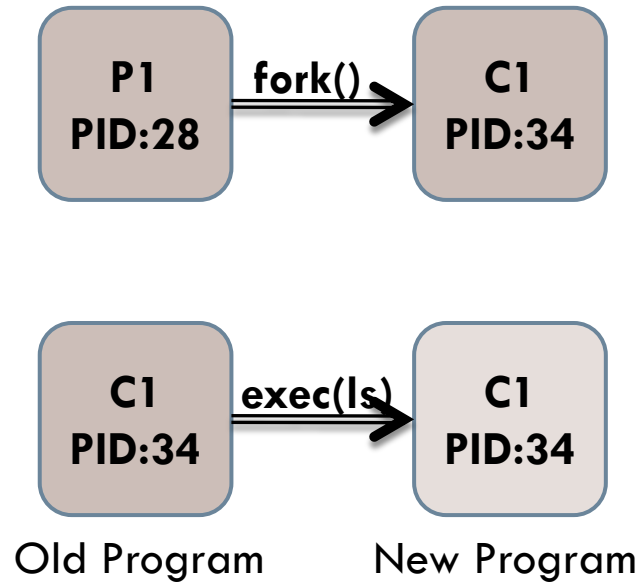 P1
PID:28
fork()
C1
PID:34
C1
PID:34
exec(ls)
C1
PID:34
Old Program
New Program